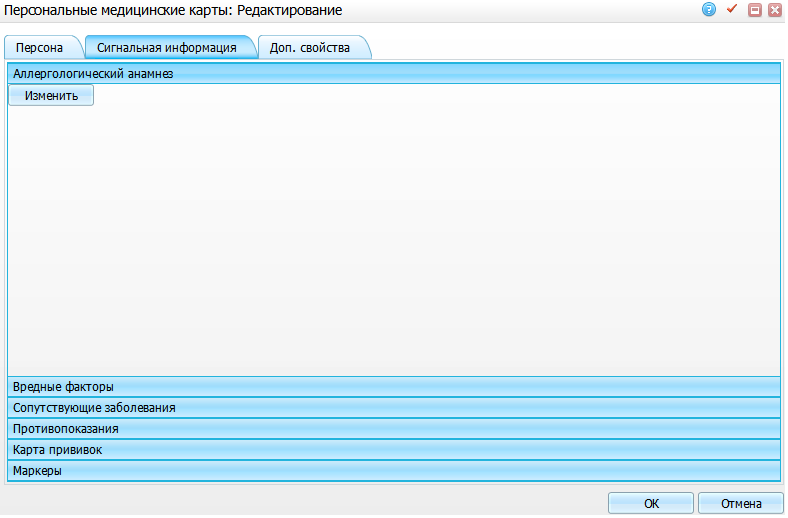 Персональные медицинские карты: Редактирование
Персона Сигнальная информация Доп. свойства
Аллергологический анамнез
Изменить
Вредные факторы
Сопутствующие заболевания
Противопоказания
Карта прививок
Маркеры
ОК Отмена